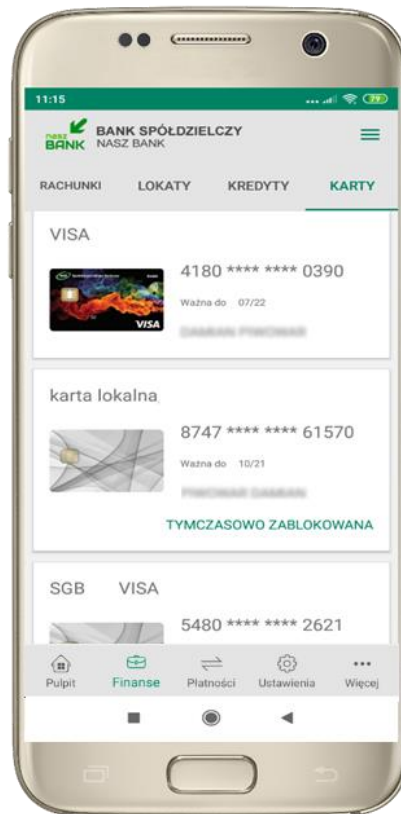 11:15
79
nasz
BANK
BANK SPÓŁDZIELCZY
NASZ BANK
RACHUNKI LOKATY KREDYTY KARTY
VISA
4180 **** **** 0390
Ważna do 07/22
VISA
karta lokalna
8747 **** **** 61570
Ważna do 10/21
TYMCZASOWO ZABLOKOWANA
SGB VISA
5480 **** **** 2621
Pulpit Finanse Płatności Ustawienia Więcej